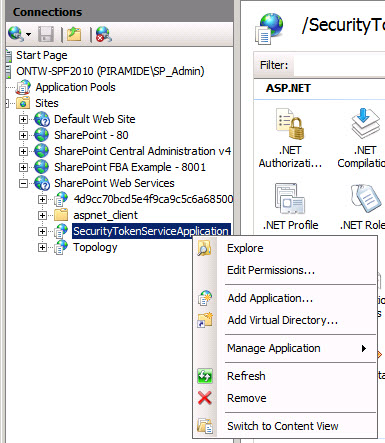 Connections
Start Page
ONTW-SPF2010 (PIRAMIDE\SP_Admin)
Application Pools
Sites
Default Web Site
SharePoint - 80
SharePoint Central Administration v4
SharePoint FBA Example - 8001
SharePoint Web Services
4d9cc70bcd5e4f9ca9c5c6a68500
aspnet_client
SecurityTokenServiceApplication
Topology
Explore
Edit Permissions...
Add Application...
Add Virtual Directory...
Manage Application
Refresh
Remove
Switch to Content View
/SecurityTo
Filter:
ASP.NET
.NET
Authorizati...
.NET
Compilation
.NET Profile
.NET Role